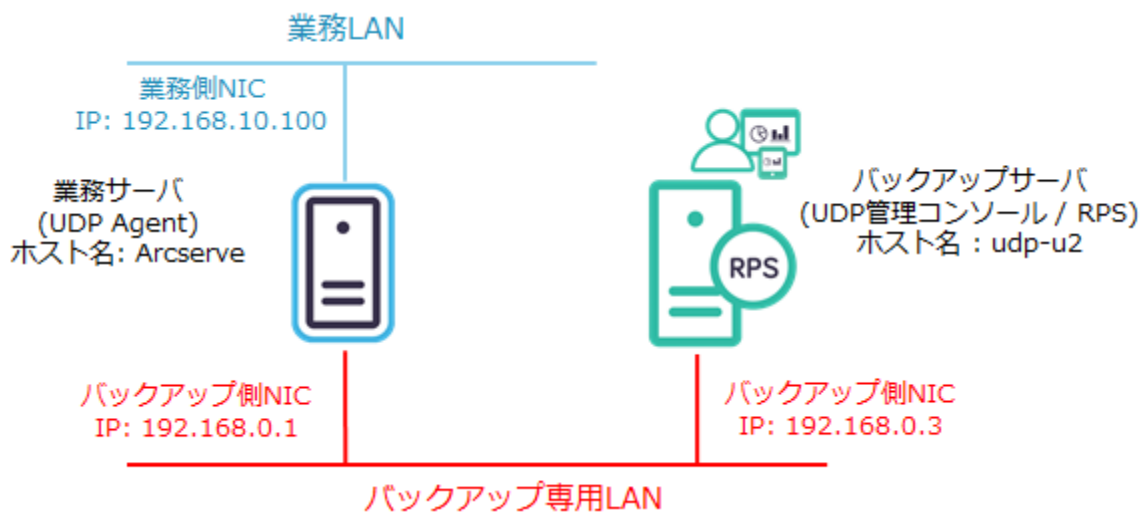 業務LAN
業務側NIC
IP: 192.168.10.100
業務サーバ
(UDP Agent)
ホスト名: Arcserve
バックアップサーバ
(UDP管理コンソール / RPS)
ホスト名：udp-u2
RPS
バックアップ側NIC
IP: 192.168.0.1
バックアップ側NIC
IP: 192.168.0.3
バックアップ専用LAN